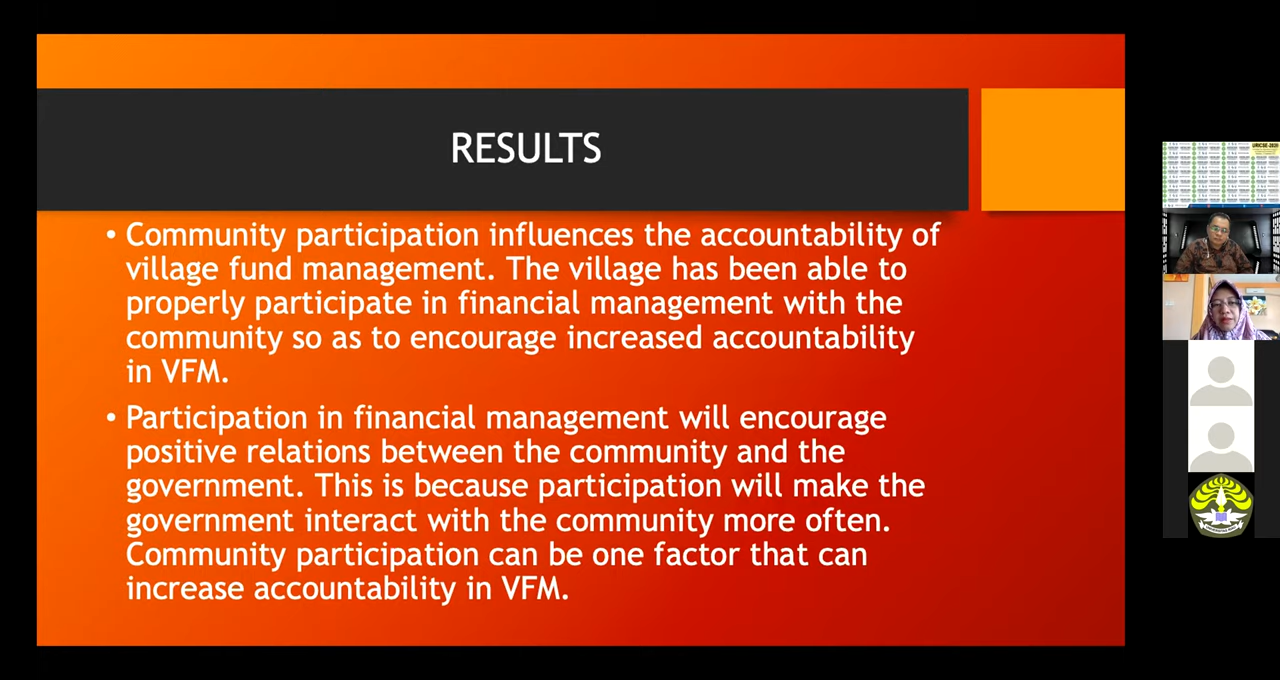 RESULTS
• Community participation influences the accountability of
village fund management. The village has been able to
properly participate in financial management with the
community so as to encourage increased accountability
in VFM.
• Participation in financial management will encourage
positive relations between the community and the
government. This is because participation will make the
government interact with the community more often.
Community participation can be one factor that can
increase accountability in VFM.
URICSE-2020